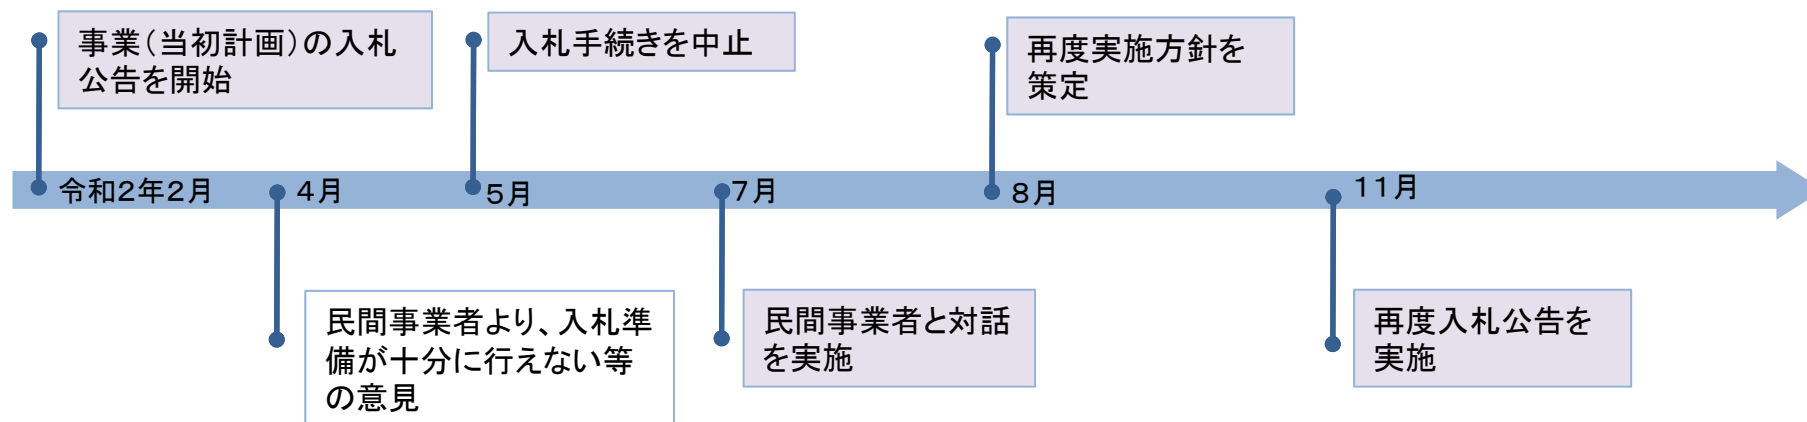 事業（当初計画）の入札
公告を開始
入札手続きを中止
再度実施方針を
策定
令和２年２月
４月
５月
７月
８月
１１月
民間事業者より、入札準
備が十分に行えない等
の意見
民間事業者と対話
を実施
再度入札公告を
実施